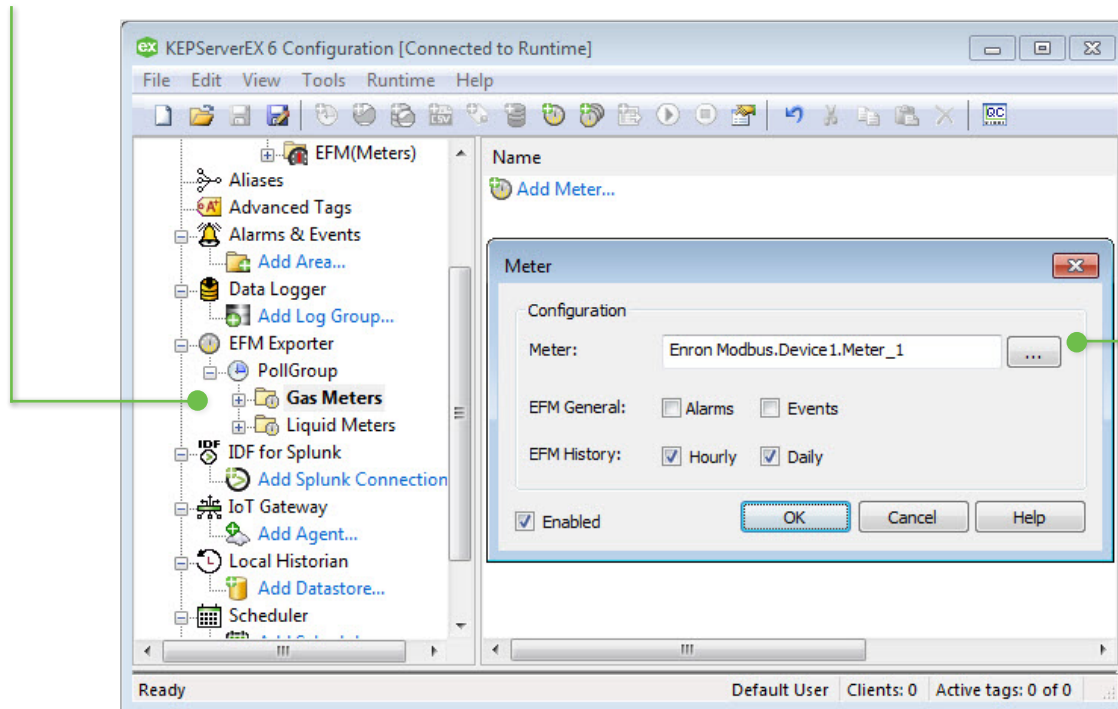 ex KEPServerEX 6 Configuration [Connected to Runtime]
File Edit View Tools Runtime Help
CSV QC
EFM(Meters)
Aliases
A+ Advanced Tags
Alarms & Events
Add Area...
Data Logger
Add Log Group...
EFM Exporter
PollGroup
Gas Meters
Liquid Meters
IDF IDF for Splunk
Add Splunk Connection
IoT Gateway
Add Agent...
Local Historian
Add Datastore...
Scheduler
Name
Add Meter...
Meter
Configuration
Meter: Enron Modbus.Device1.Meter_1 ...
EFM General: Alarms Events
EFM History: Hourly Daily
Enabled OK Cancel Help
Ready Default User Clients: 0 Active tags: 0 of 0